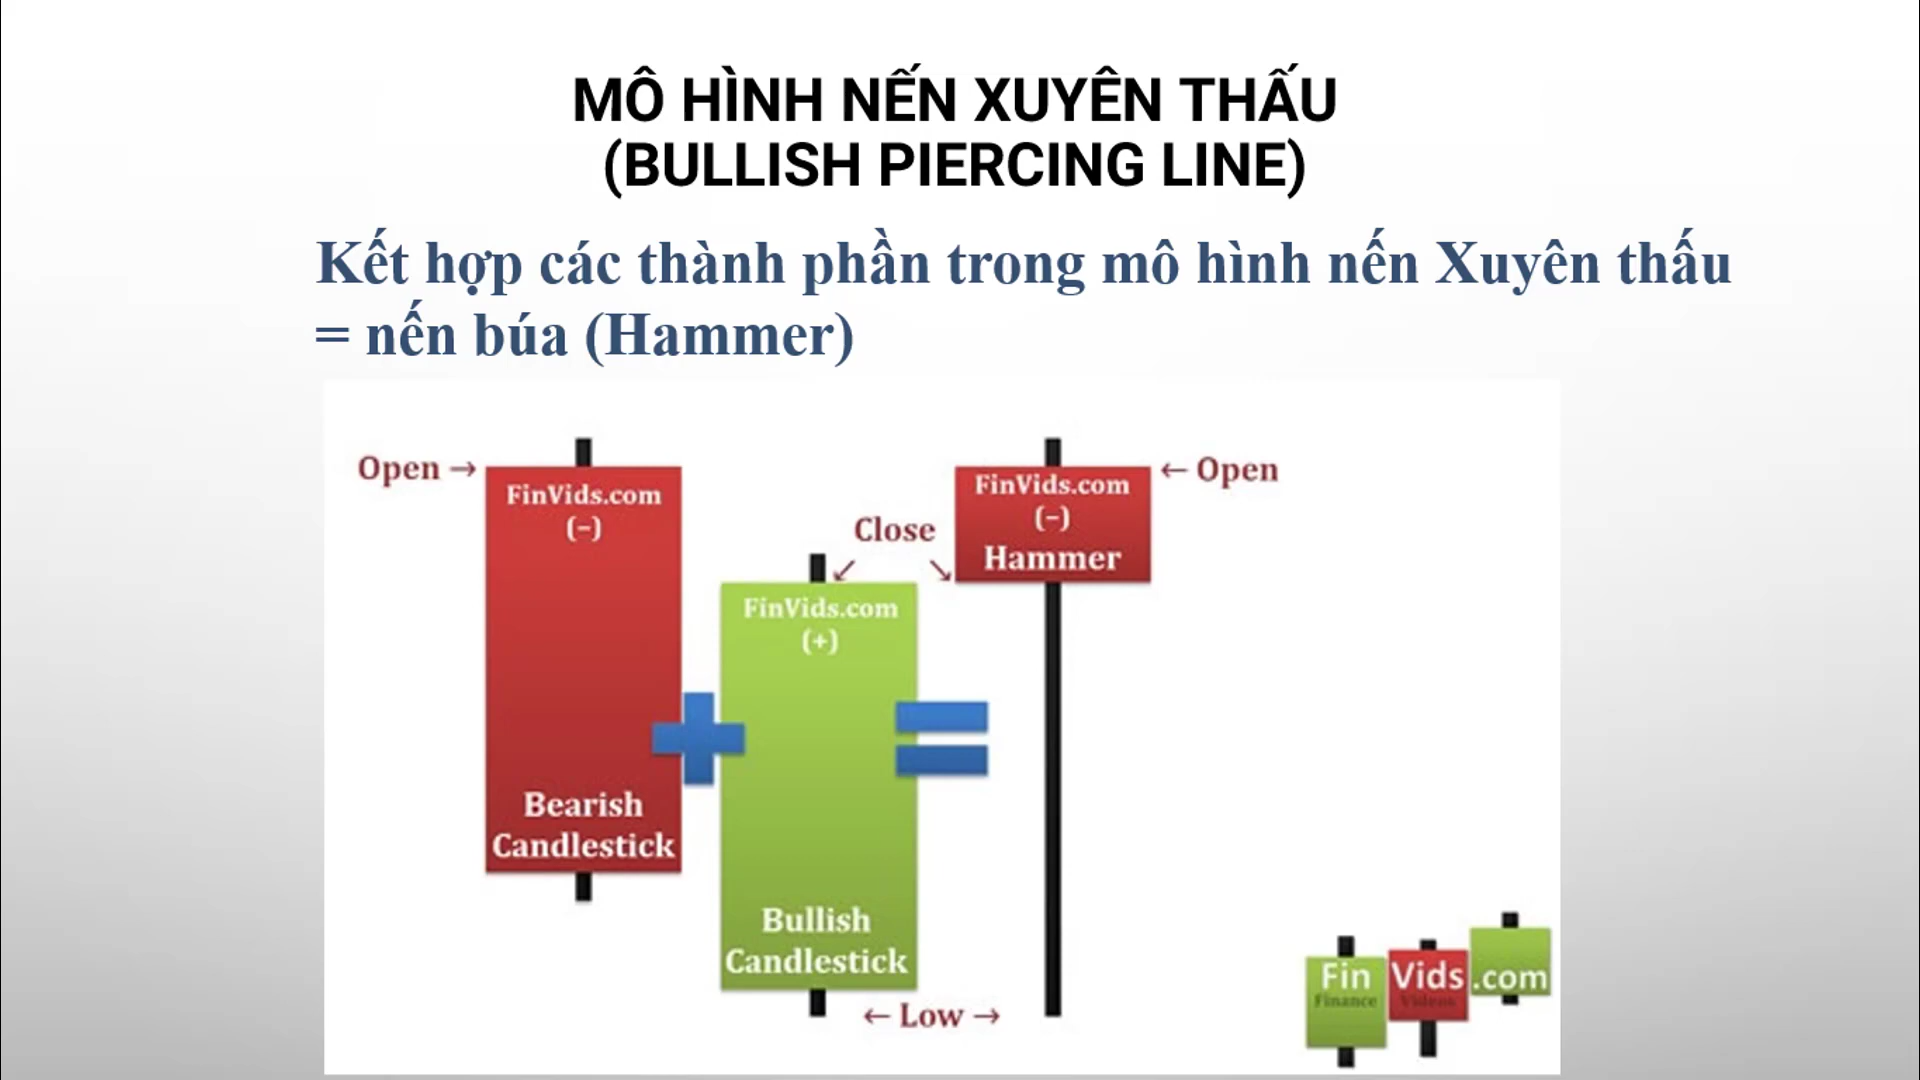 MÔ HÌNH NẾN XUYÊN THẤU
(BULLISH PIERCING LINE)
Kết hợp các thành phần trong mô hình nến Xuyên thấu
= nến búa (Hammer)
Open →
FinVids.com
(–)
Bearish
Candlestick
Close
↙ ↘
FinVids.com
(+)
Bullish
Candlestick
← Low →
FinVids.com
(–)
Hammer
← Open
Fin Vids .com
Finance Videos